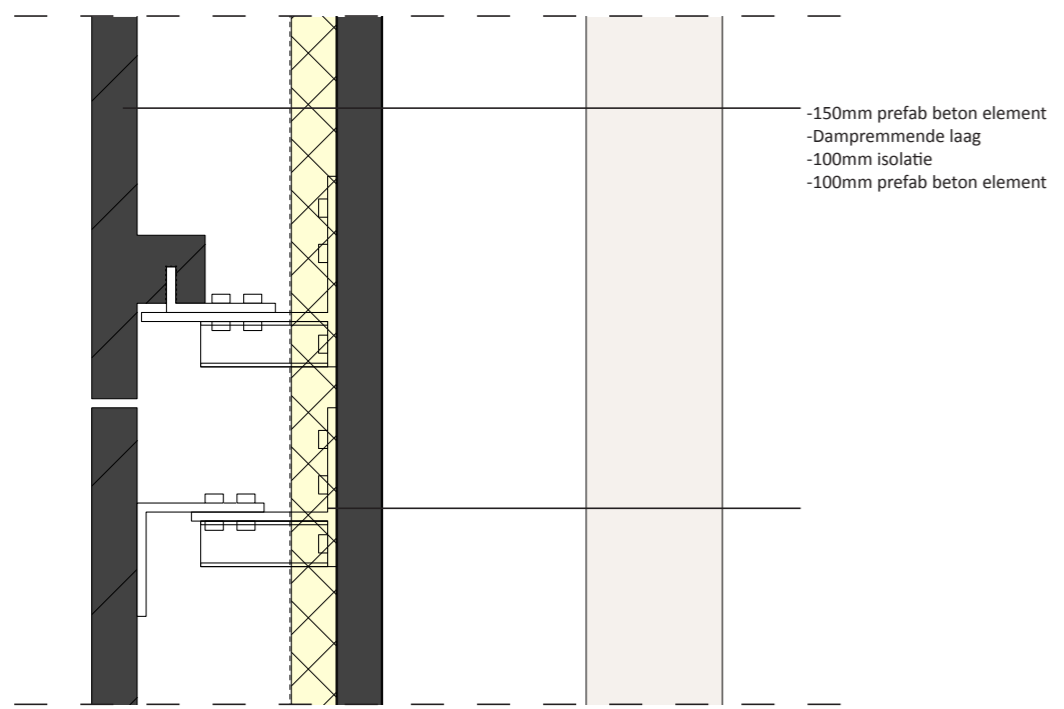 -150mm prefab beton element
-Dampremmende laag
-100mm isolatie
-100mm prefab beton element